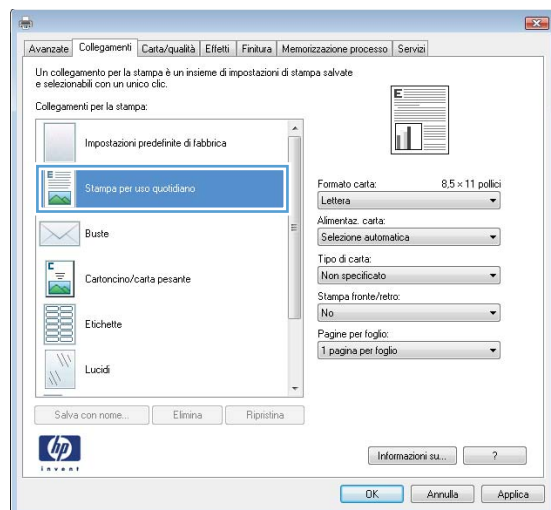 Avanzate Collegamenti Carta/qualità Effetti Finitura Memorizzazione processo Servizi
Un collegamento per la stampa è un insieme di impostazioni di stampa salvate
e selezionabili con un unico clic.
Collegamenti per la stampa:
Impostazioni predefinite di fabbrica
Stampa per uso quotidiano
Buste
Cartoncino/carta pesante
Etichette
Lucidi
Salva con nome... Elimina Ripristina
E
Formato carta: 8,5 × 11 pollici
Lettera
Alimentaz. carta:
Selezione automatica
Tipo di carta:
Non specificato
Stampa fronte/retro:
No
Pagine per foglio:
1 pagina per foglio
hp
invent
Informazioni su... ?
OK Annulla Applica